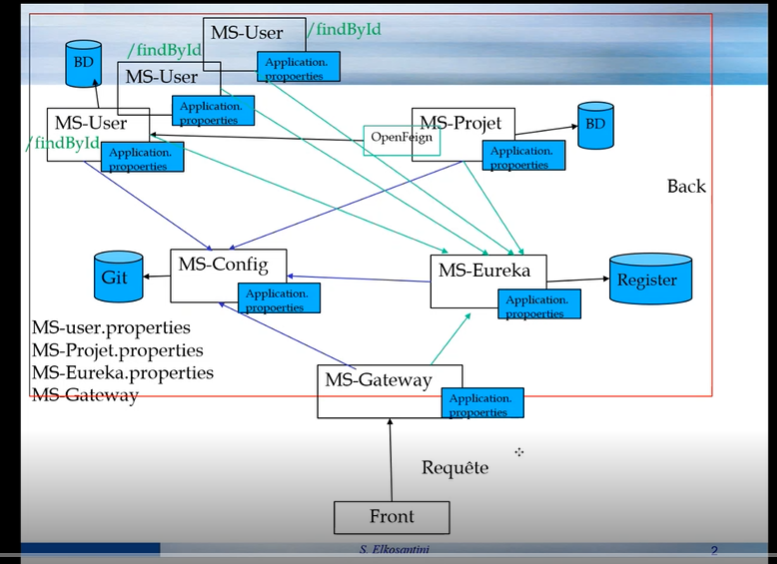 MS-User
/findById
/findById
BD
MS-User
Application.
propoerties
Application.
propoerties
MS-User
/findById
Application.
propoerties
OpenFeign
MS-Projet
BD
Application.
propoerties
Back
MS-Config
Git
Application.
propoerties
MS-Eureka
Register
Application.
propoerties
MS-user.properties
MS-Projet.properties
MS-Eureka.properties
MS-Gateway
MS-Gateway
Application.
propoerties
Requête
Front
S. Elkosantini
2